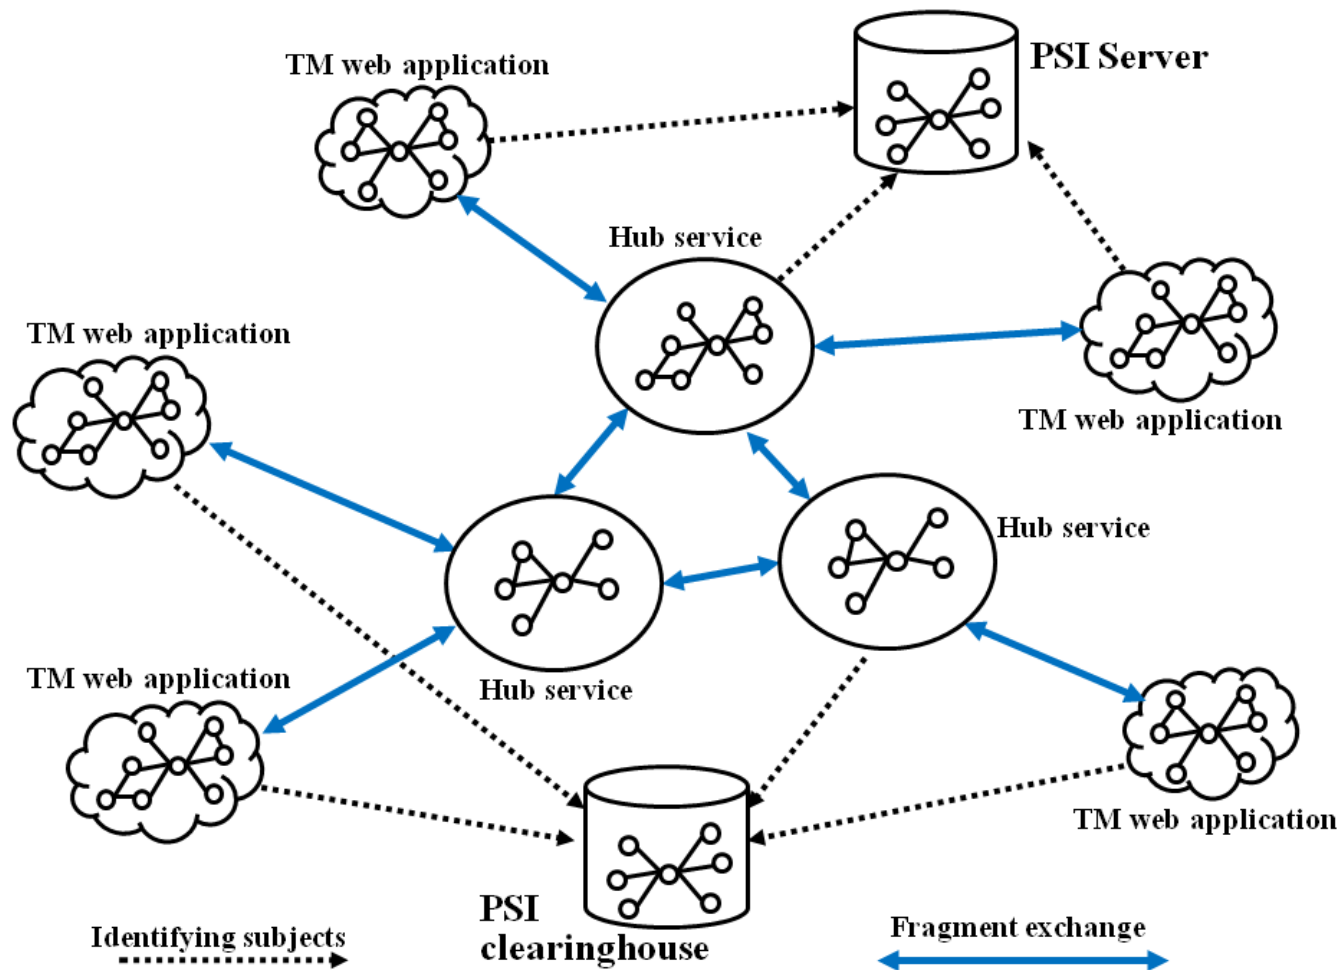 TM web application
PSI Server
Hub service
TM web application
TM web application
Hub service
TM web application
Hub service
TM web application
PSI
clearinghouse
Identifying subjects
Fragment exchange